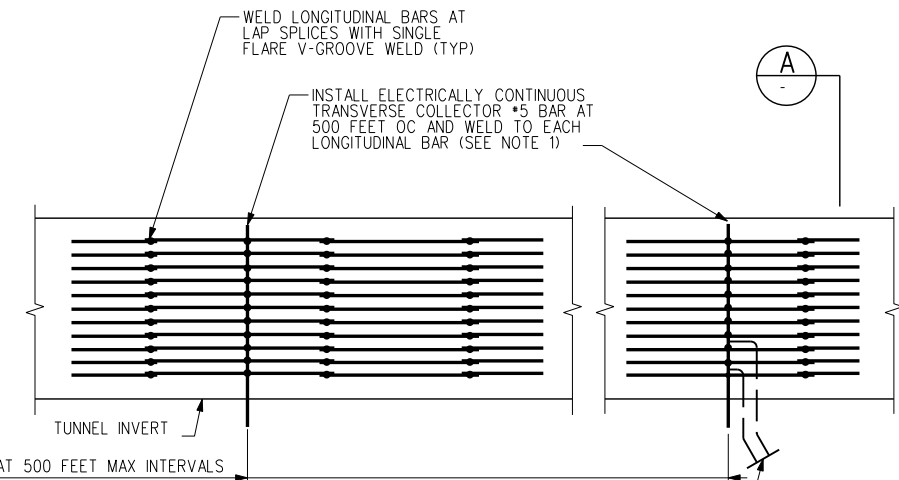 WELD LONGITUDINAL BARS AT
LAP SPLICES WITH SINGLE
FLARE V-GROOVE WELD (TYP)
A
-
INSTALL ELECTRICALLY CONTINUOUS
TRANSVERSE COLLECTOR #5 BAR AT
500 FEET OC AND WELD TO EACH
LONGITUDINAL BAR (SEE NOTE 1)
TUNNEL INVERT
AT 500 FEET MAX INTERVALS